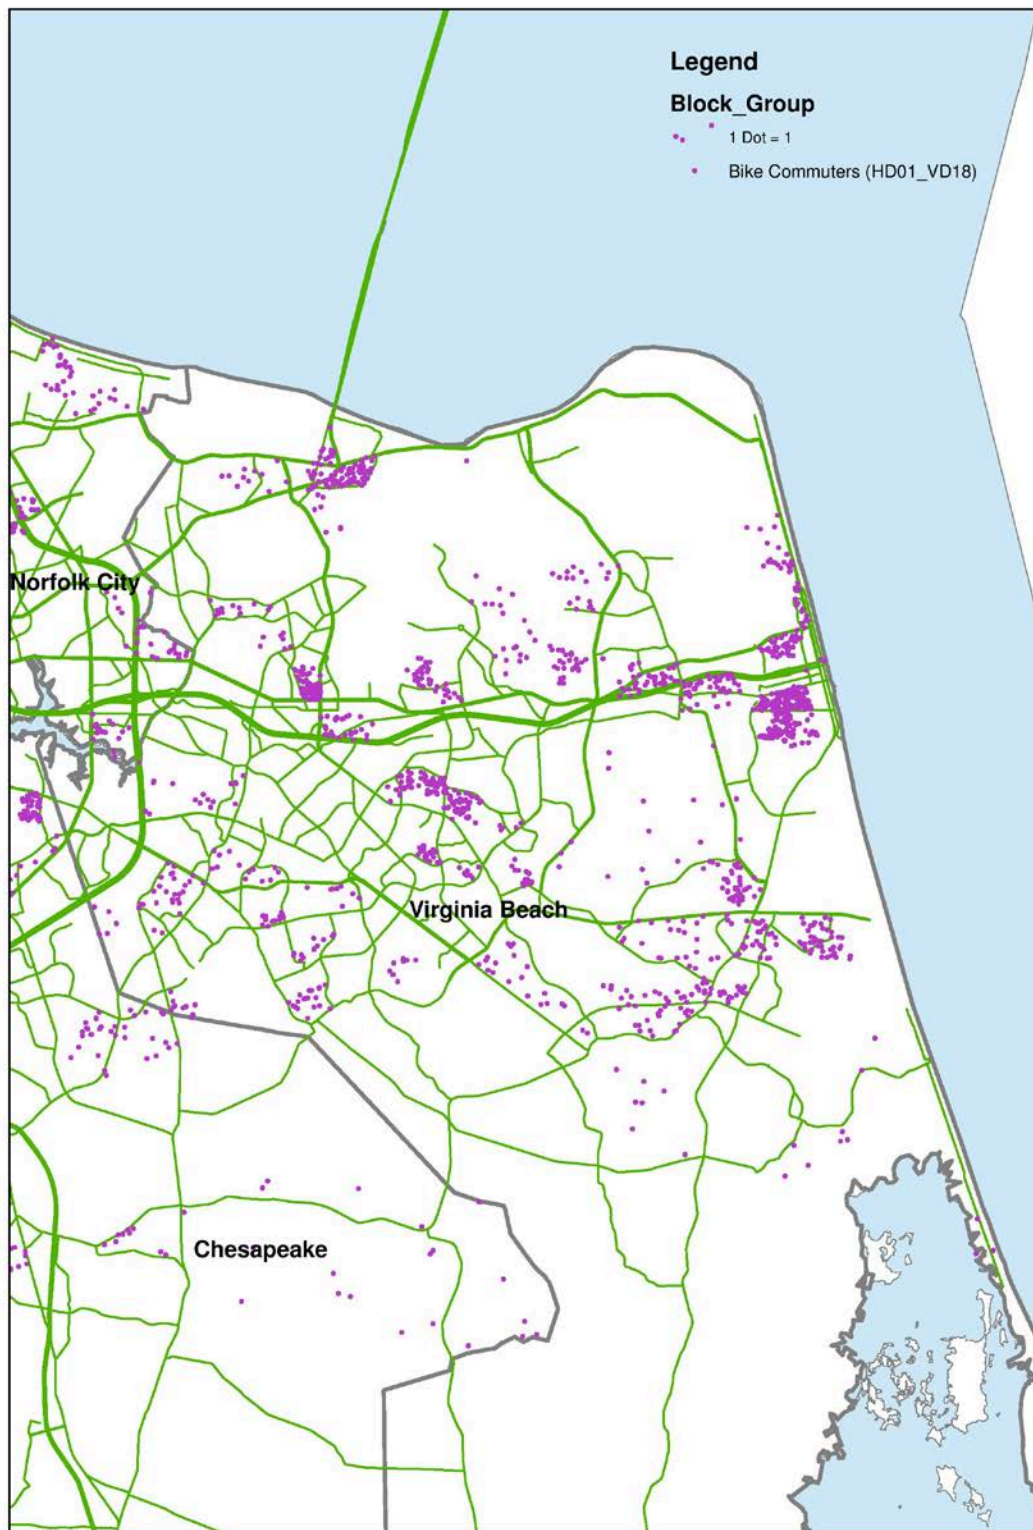 Legend
Block_Group
1 Dot = 1
Bike Commuters (HD01_VD18)
Norfolk City
Virginia Beach
Chesapeake